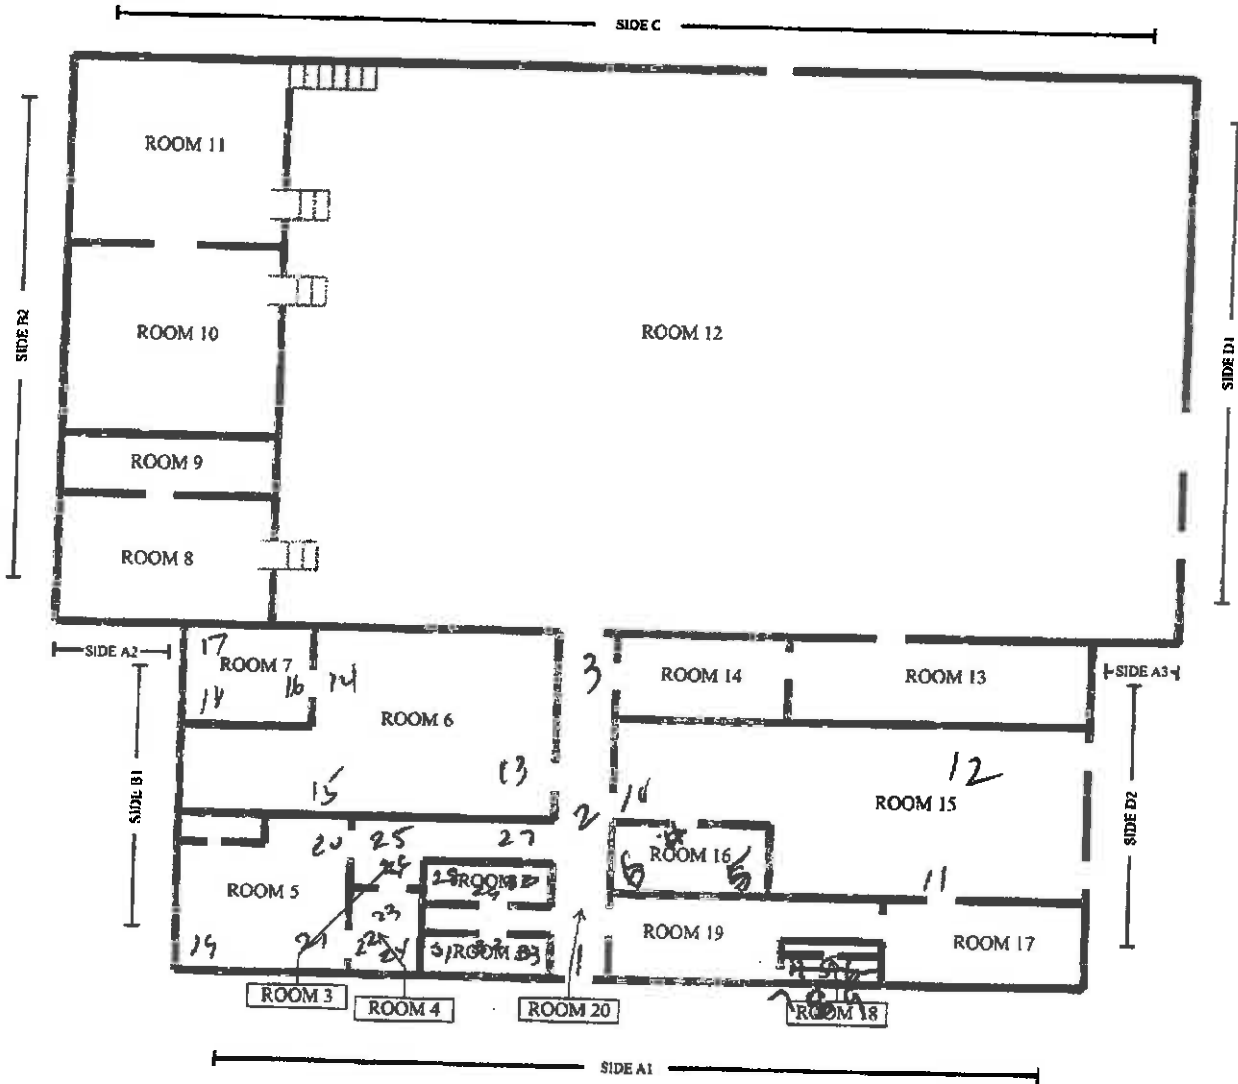 SIDE C
ROOM 11
SIDE B2
SIDE D1
ROOM 10
ROOM 12
ROOM 9
ROOM 8
SIDE A2
17
ROOM 7
16
14
3
ROOM 14
ROOM 13
SIDE A3
ROOM 6
SIDE B1
13
12
15
2
10
ROOM 15
SIDE D2
20
25
27
ROOM 16
5
ROOM 5
11
23
ROOM 19
ROOM 17
19
21
1
ROOM 3
ROOM 4
ROOM 20
ROOM 18
SIDE A1